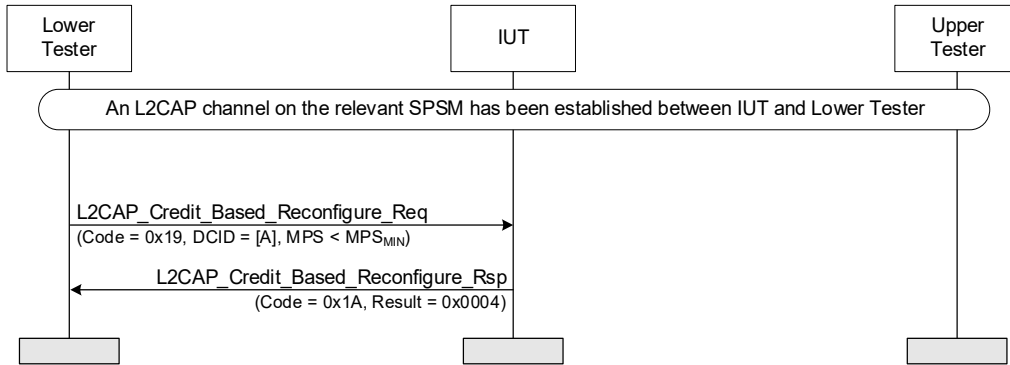 Lower
Tester
IUT
Upper
Tester
An L2CAP channel on the relevant SPSM has been established between IUT and Lower Tester
L2CAP_Credit_Based_Reconfigure_Req
(Code = 0x19, DCID = [A], MPS < MPSMIN)
L2CAP_Credit_Based_Reconfigure_Rsp
(Code = 0x1A, Result = 0x0004)